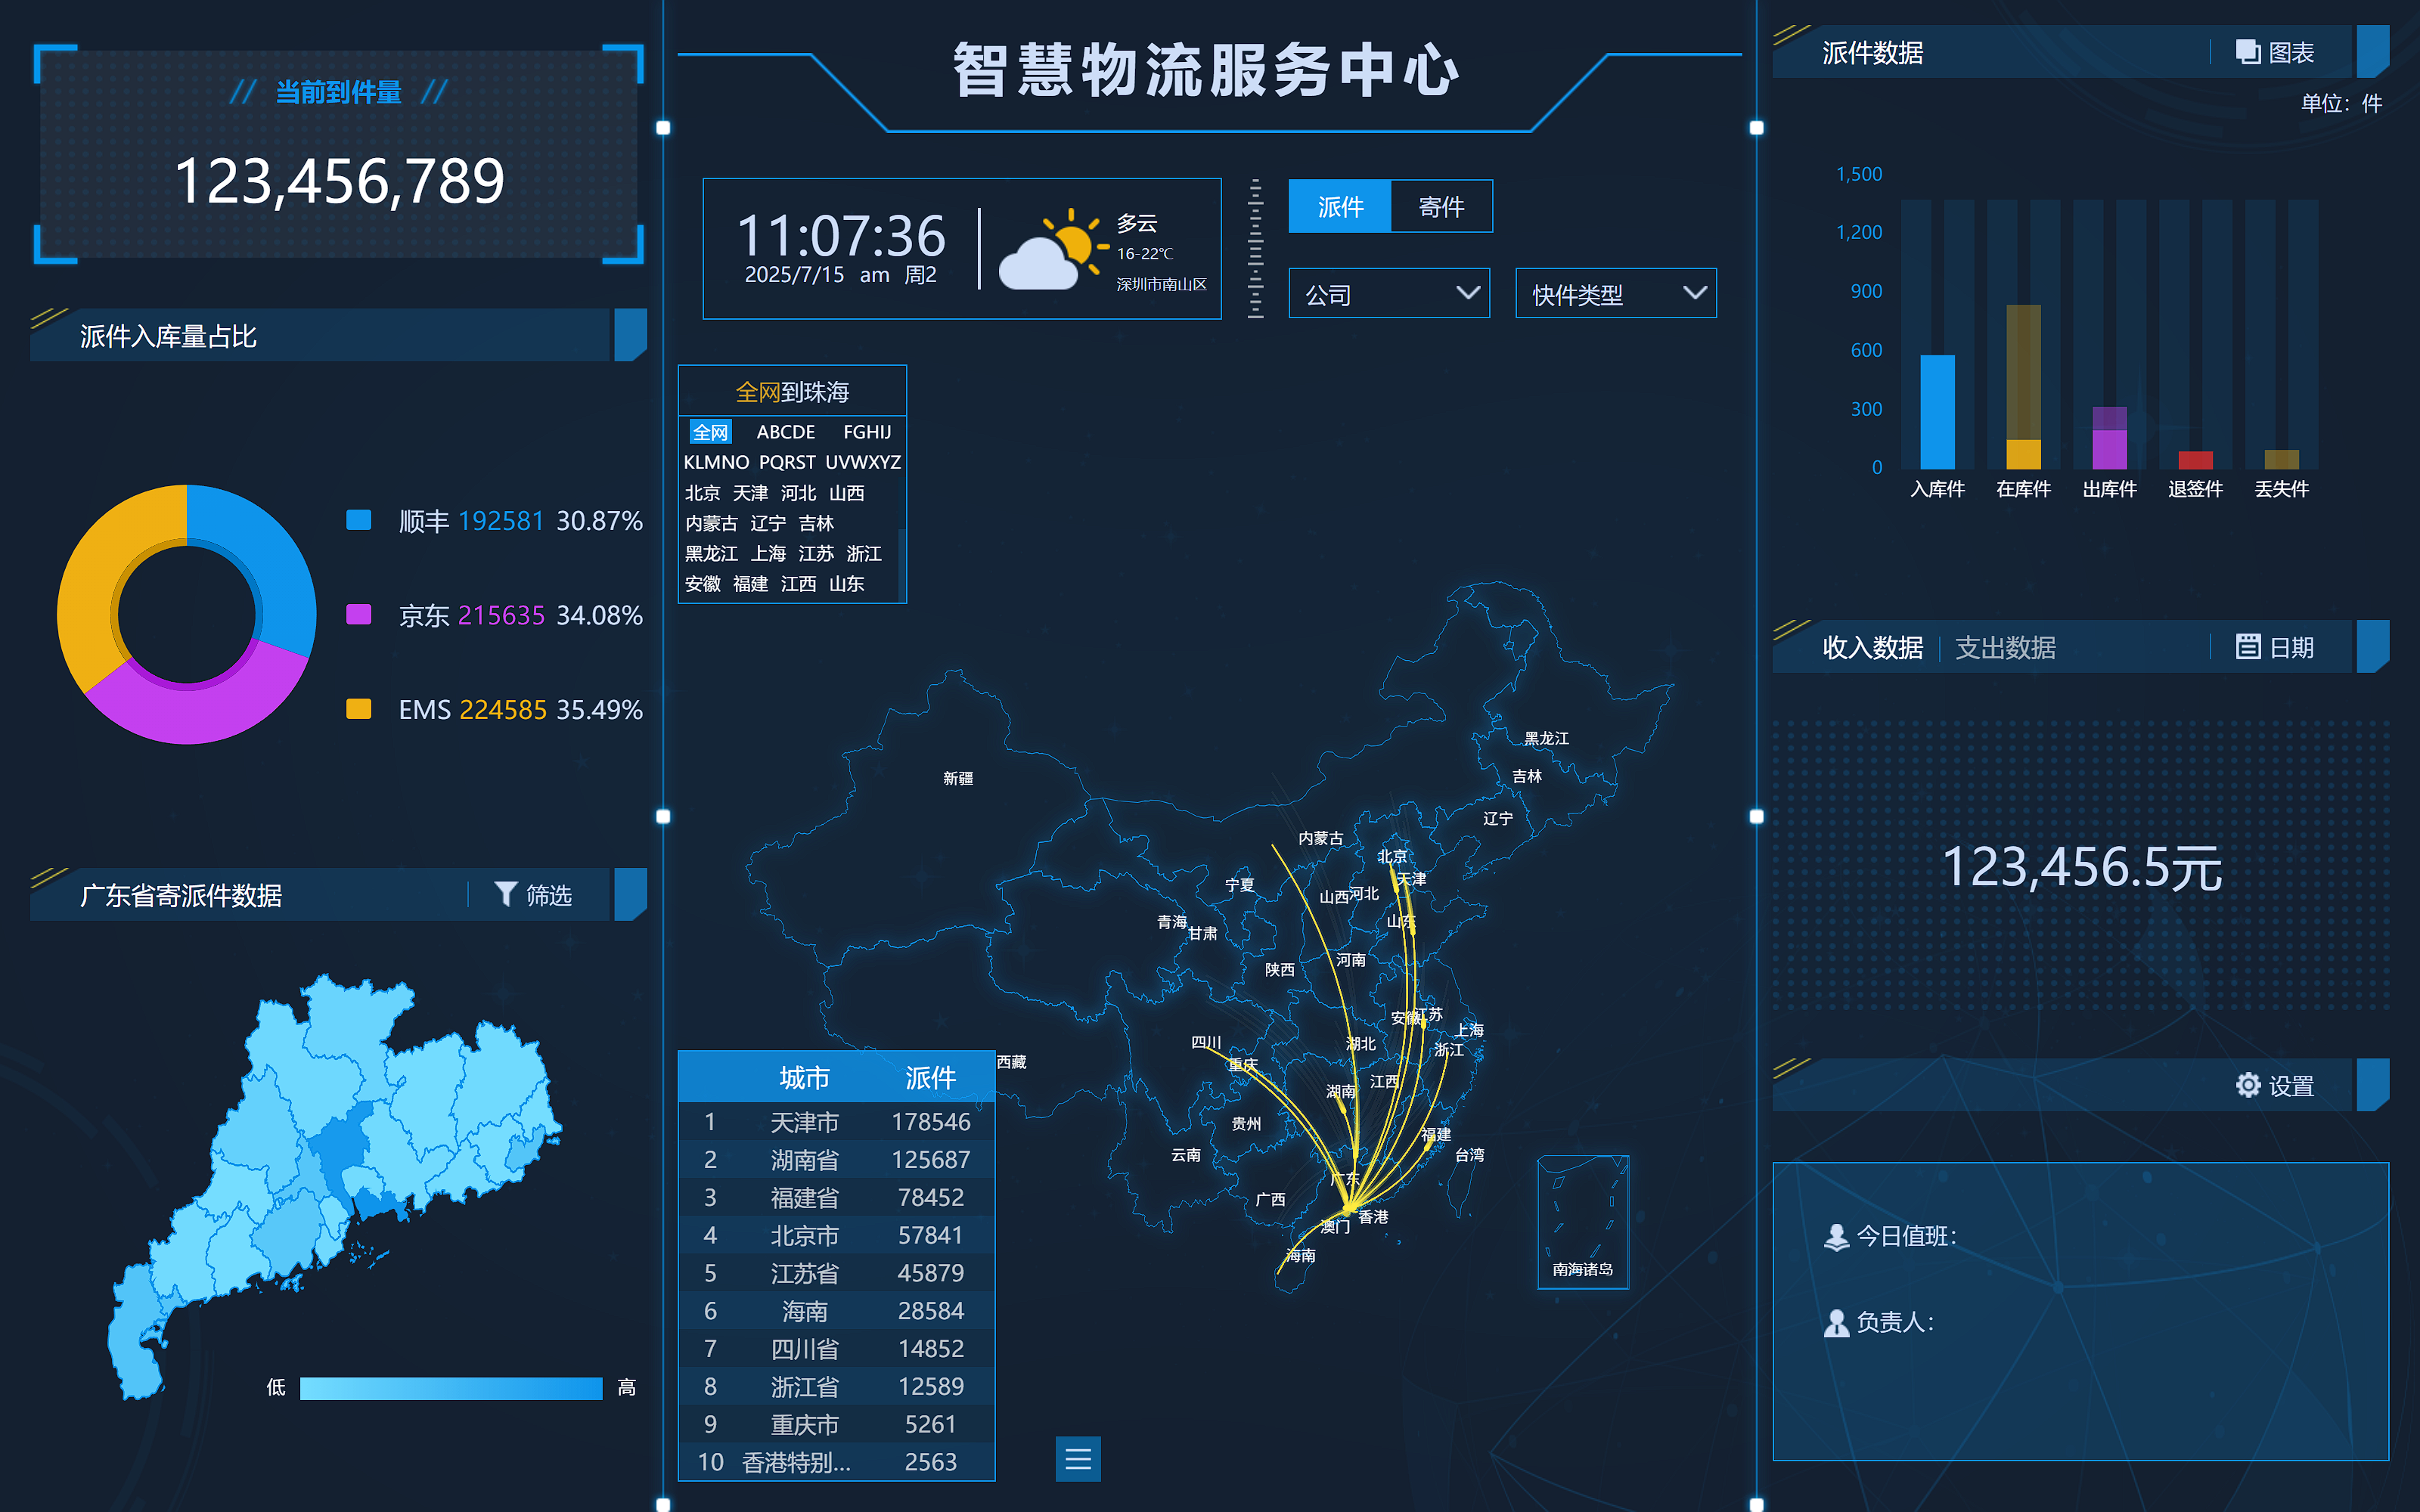 // 当前到件量 //
123,456,789
派件入库量占比
顺丰 192581 30.87%
京东 215635 34.08%
EMS 224585 35.49%
广东省寄派件数据
筛选
低
高
智慧物流服务中心
11:07:36
2025/7/15 am 周2
多云
16-22℃
深圳市南山区
派件
寄件
公司
快件类型
全网到珠海
全网 ABCDE FGHIJ
KLMNO PQRST UVWXYZ
北京 天津 河北 山西
内蒙古 辽宁 吉林
黑龙江 上海 江苏 浙江
安徽 福建 江西 山东
黑龙江
吉林
辽宁
新疆
内蒙古
北京
天津
宁夏
山西
河北
青海
甘肃
山东
陕西
河南
安徽
江苏
上海
四川
湖北
浙江
重庆
西藏
湖南
江西
贵州
福建
云南
台湾
广东
广西
香港
澳门
海南
南海诸岛
城市 派件
1 天津市 178546
2 湖南省 125687
3 福建省 78452
4 北京市 57841
5 江苏省 45879
6 海南 28584
7 四川省 14852
8 浙江省 12589
9 重庆市 5261
10 香港特别... 2563
派件数据
图表
单位：件
1,500
1,200
900
600
300
0
入库件 在库件 出库件 退签件 丢失件
收入数据
支出数据
日期
123,456.5元
设置
今日值班：
负责人：